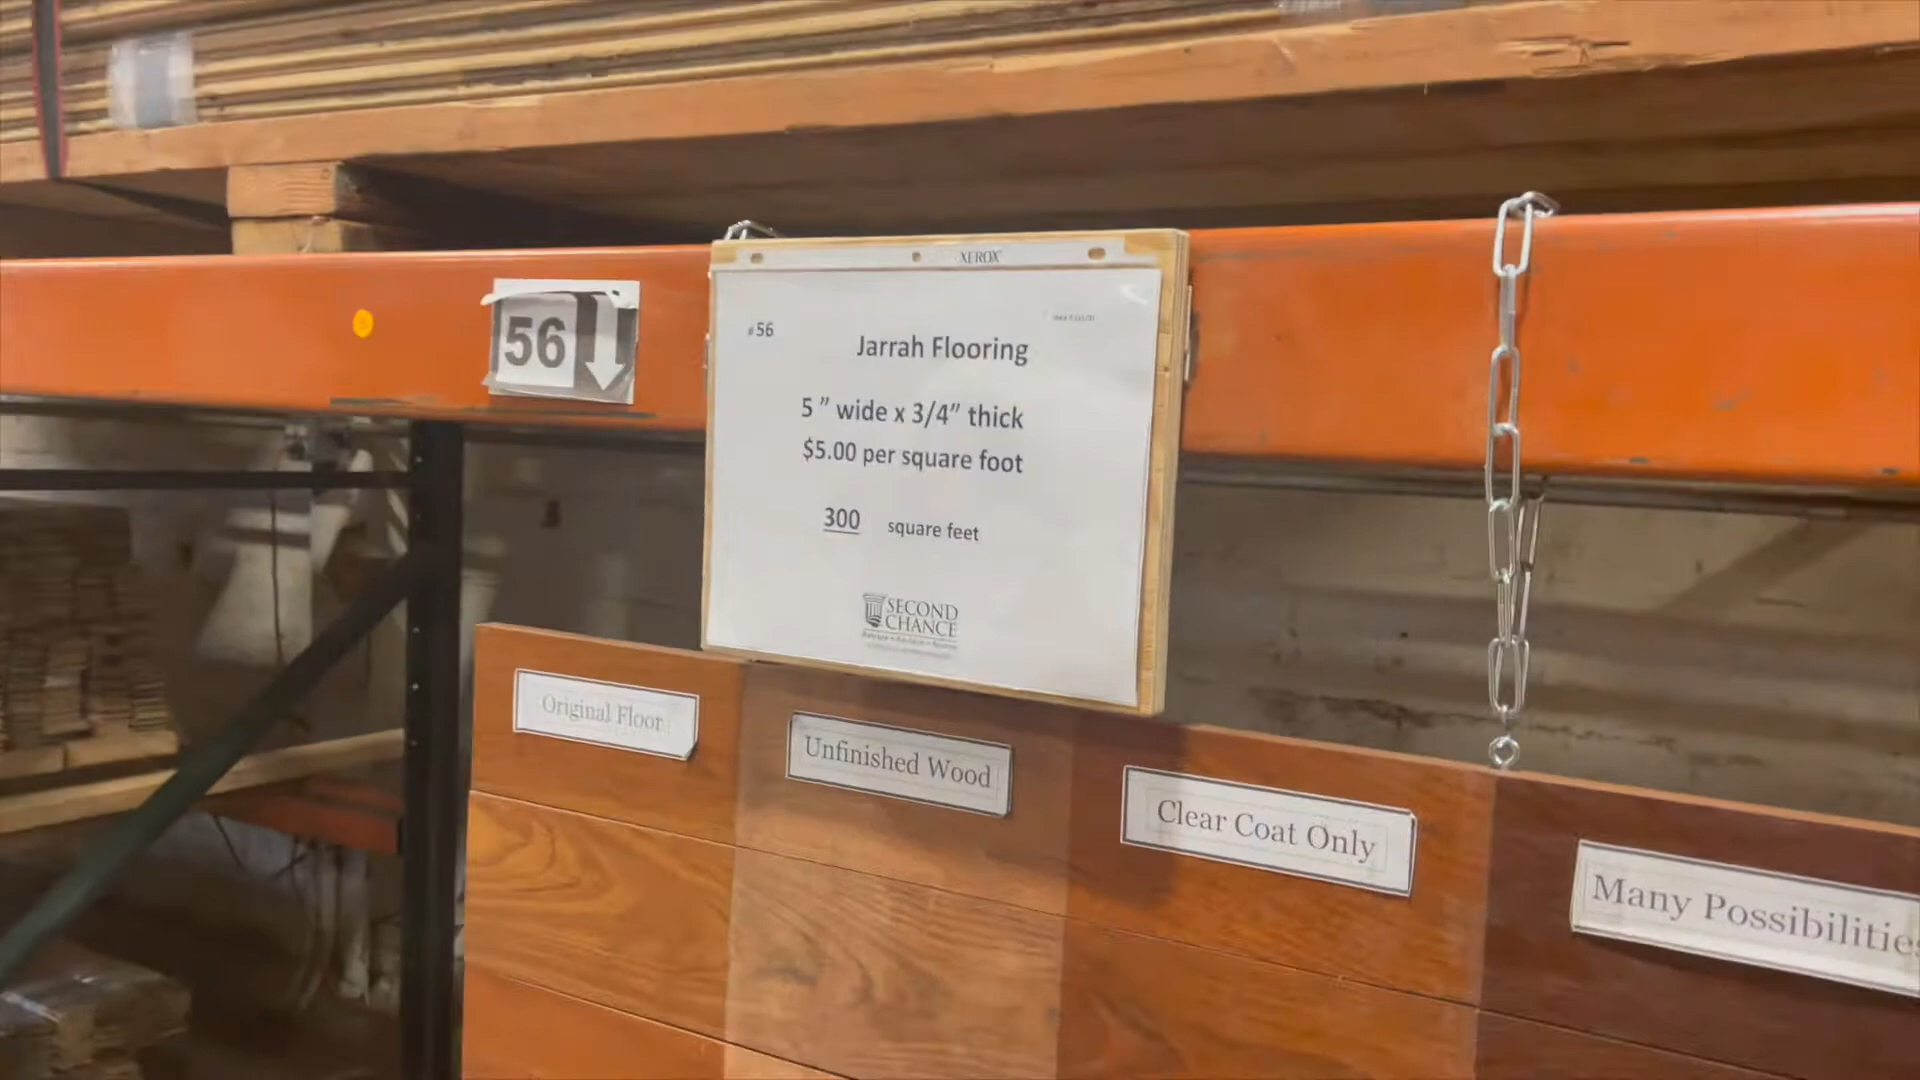 XEROX
56
#56
Jarrah Flooring
5" wide x 3/4" thick
$5.00 per square foot
300 square feet
SECOND
CHANCE
Original Floor
Unfinished Wood
Clear Coat Only
Many Possibilities